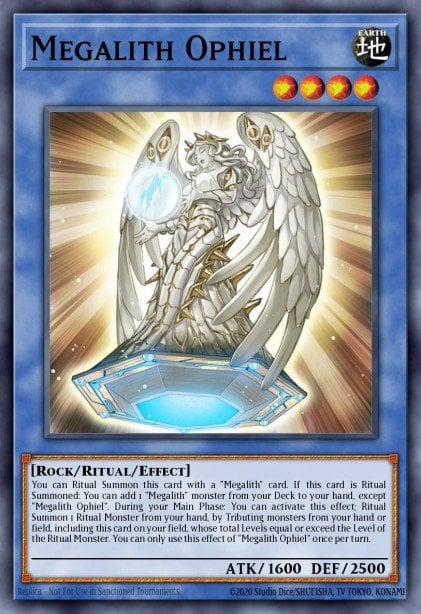 Megalith Ophiel
EARTH
地
[Rock/Ritual/Effect]
You can Ritual Summon this card with a "Megalith" card. If this card is Ritual
Summoned: You can add 1 "Megalith" monster from your Deck to your hand, except
"Megalith Ophiel". During your Main Phase: You can activate this effect; Ritual
Summon 1 Ritual Monster from your hand, by Tributing monsters from your hand or
field, including this card on your field, whose total Levels equal or exceed the Level of
the Ritual Monster. You can only use this effect of "Megalith Ophiel" once per turn.
ATK/1600 DEF/2500
Replica - Not For Use in Sanctioned Tournaments.
©2020 Studio Dice/SHUEISHA, TV TOKYO, KONAMI